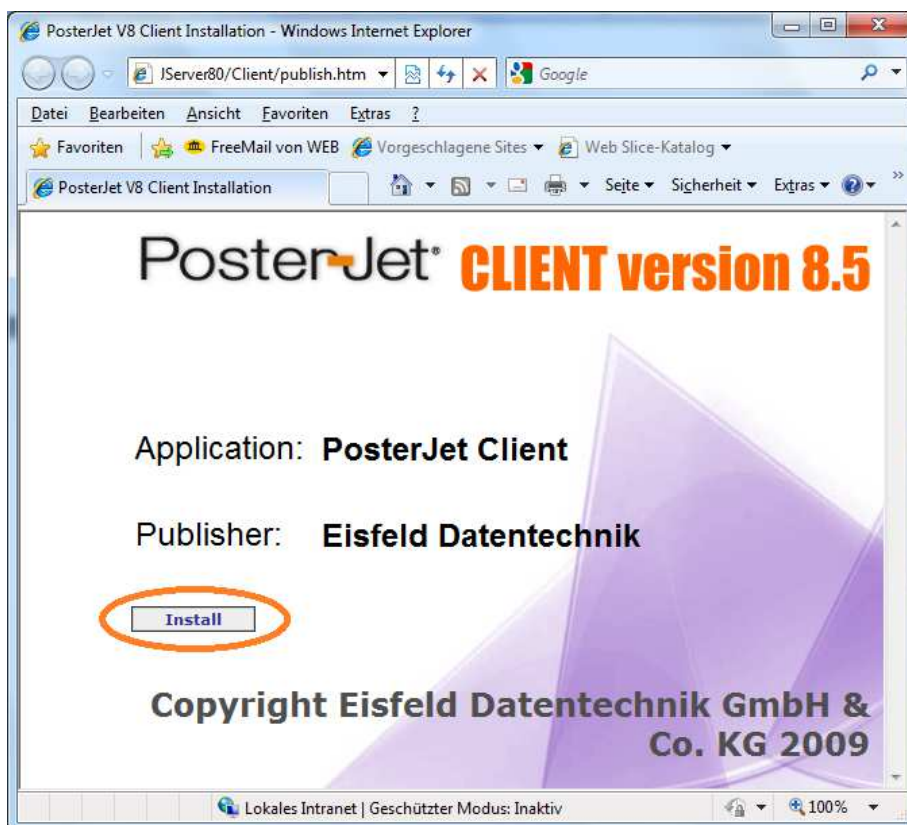 PosterJet V8 Client Installation - Windows Internet Explorer
JServer80/Client/publish.htm
Google
Datei Bearbeiten Ansicht Favoriten Extras ?
Favoriten FreeMail von WEB Vorgeschlagene Sites Web Slice-Katalog
PosterJet V8 Client Installation Seite Sicherheit Extras »
PosterJet® CLIENT version 8.5
Application: PosterJet Client
Publisher: Eisfeld Datentechnik
Install
Copyright Eisfeld Datentechnik GmbH &
Co. KG 2009
Lokales Intranet | Geschützter Modus: Inaktiv 100%